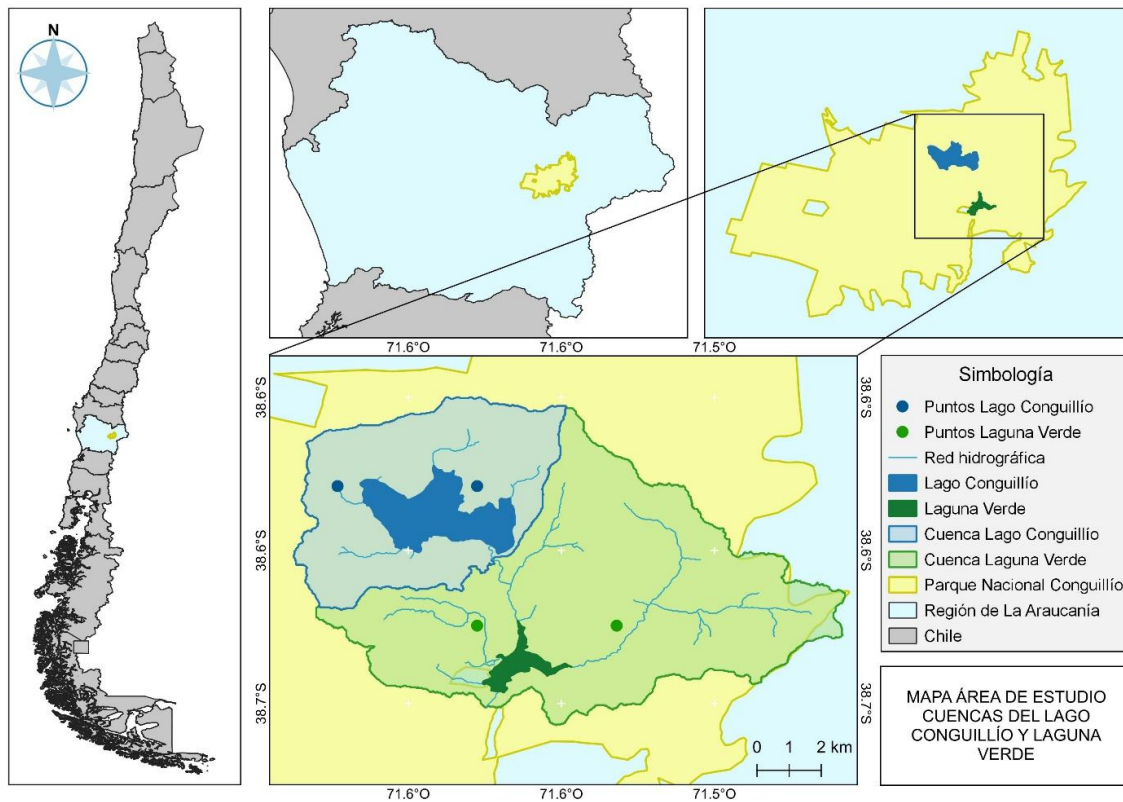 N
71.6°O
71.6°O
71.5°O
38.6°S
38.6°S
38.6°S
38.6°S
38.7°S
38.7°S
0 1 2 km
71.6°O
71.6°O
71.5°O
Simbología
Puntos Lago Conguillío
Puntos Laguna Verde
Red hidrográfica
Lago Conguillío
Laguna Verde
Cuenca Lago Conguillío
Cuenca Laguna Verde
Parque Nacional Conguillío
Región de La Araucanía
Chile
MAPA ÁREA DE ESTUDIO
CUENCAS DEL LAGO
CONGUILLÍO Y LAGUNA
VERDE